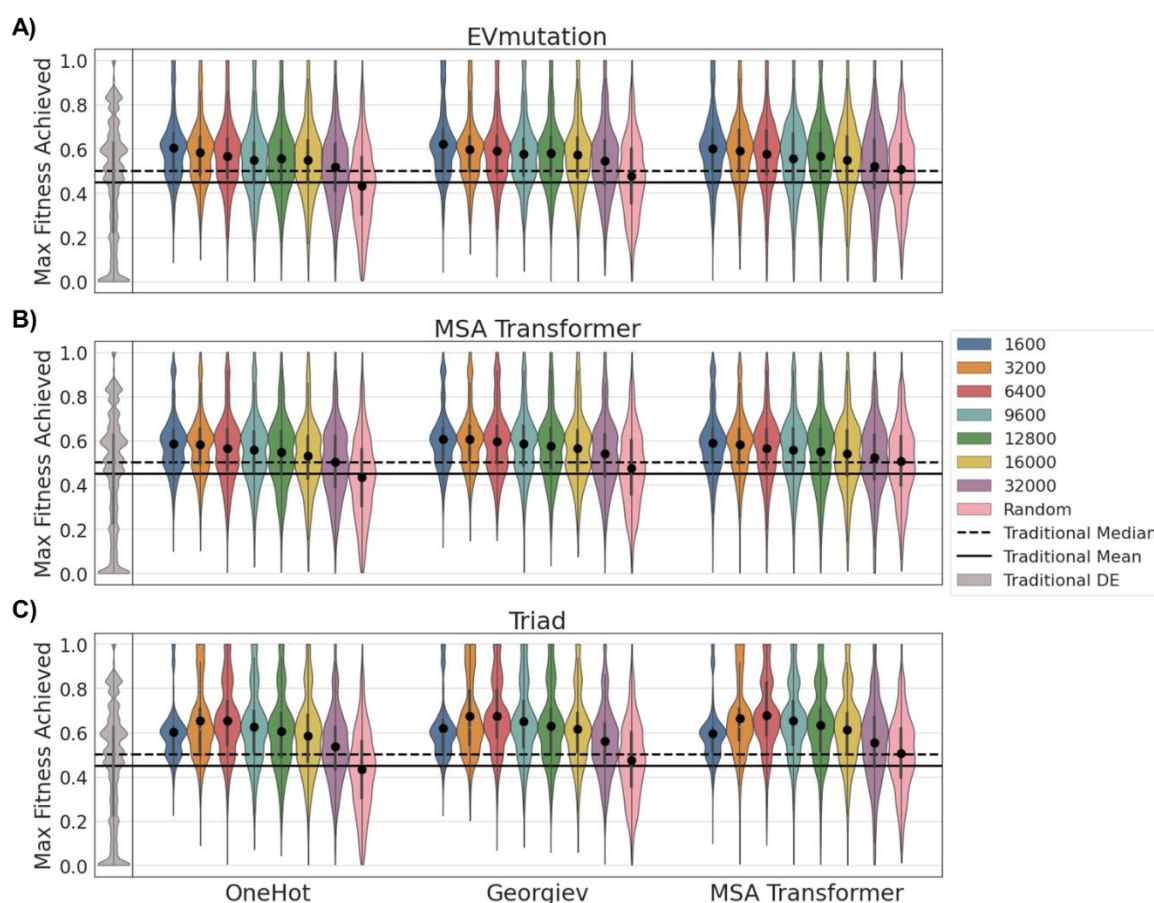 A)
EVmutation
Max Fitness Achieved
1.0
0.8
0.6
0.4
0.2
0.0
B)
MSA Transformer
Max Fitness Achieved
1.0
0.8
0.6
0.4
0.2
0.0
1600
3200
6400
9600
12800
16000
32000
Random
Traditional Median
Traditional Mean
Traditional DE
C)
Triad
Max Fitness Achieved
1.0
0.8
0.6
0.4
0.2
0.0
OneHot Georgiev MSA Transformer